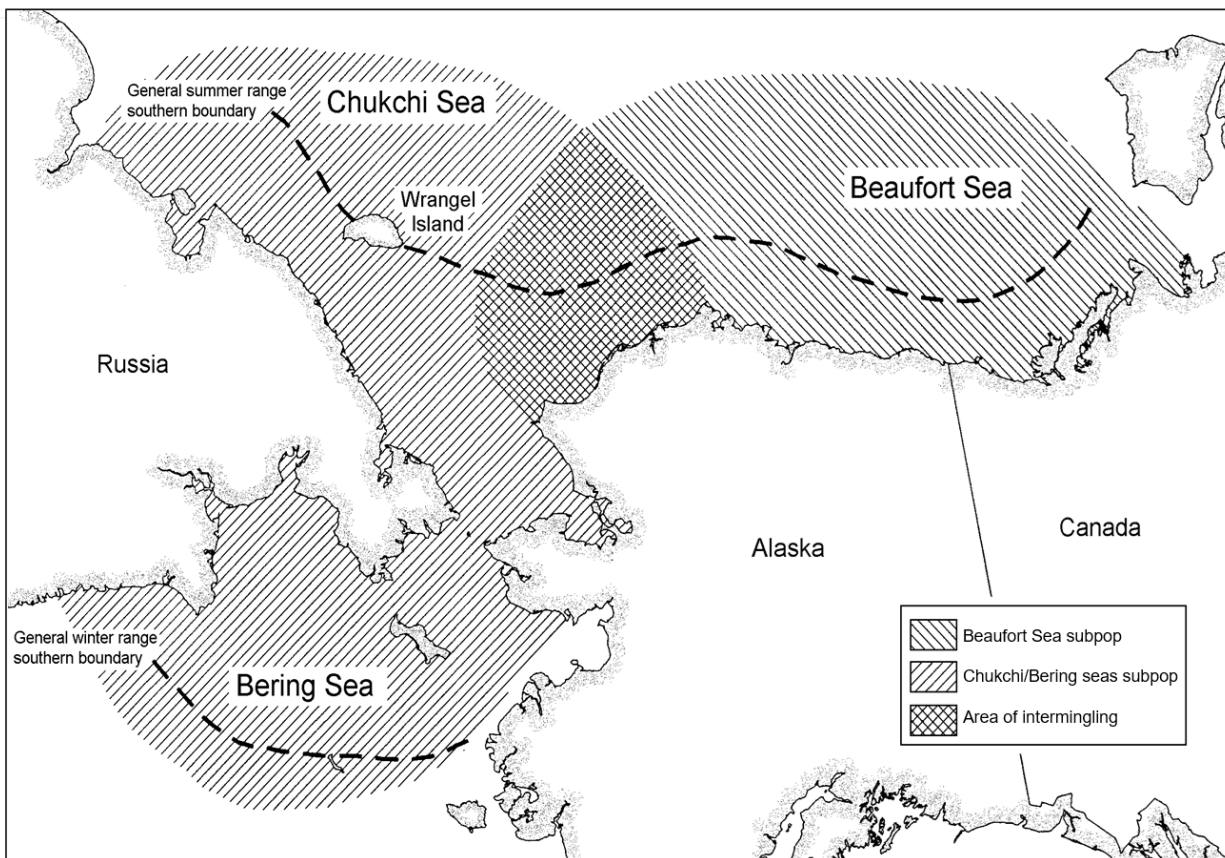 General summer range
southern boundary
Chukchi Sea
Wrangel
Island
Beaufort Sea
Russia
Alaska
Canada
General winter range
southern boundary
Bering Sea
Beaufort Sea subpop
Chukchi/Bering seas subpop
Area of intermingling